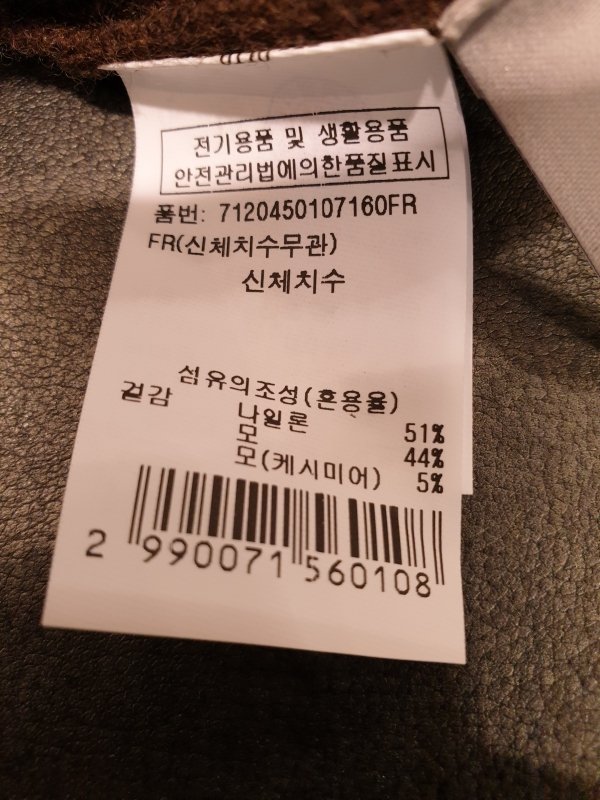 전기용품 및 생활용품
안전관리법에의한품질표시
품번: 7120450107160FR
FR(신체치수무관)
신체치수
섬유의조성(혼용율)
겉감 나일론 51%
모 44%
모(케시미어) 5%
2 990071 560108